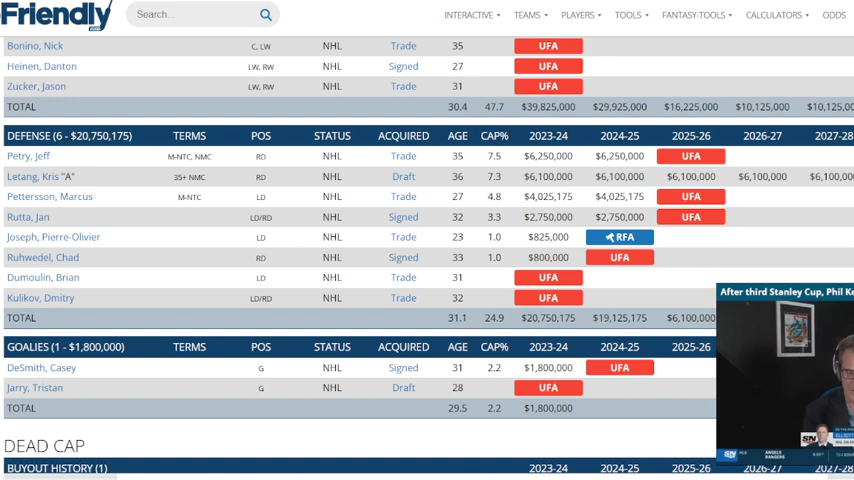 Friendly
Search...
INTERACTIVE TEAMS PLAYERS TOOLS FANTASY-TOOLS CALCULATORS ODDS
Bonino, Nick C, LW NHL Trade 35 UFA
Heinen, Danton LW, RW NHL Signed 27 UFA
Zucker, Jason LW, RW NHL Trade 31 UFA
TOTAL 30.4 47.7 $39,825,000 $29,925,000 $16,225,000 $10,125,000 $10,125,00
DEFENSE (6 - $20,750,175) TERMS POS STATUS ACQUIRED AGE CAP% 2023-24 2024-25 2025-26 2026-27 2027-28
Petry, Jeff M-NTC, NMC RD NHL Trade 35 7.5 $6,250,000 $6,250,000 UFA
Letang, Kris "A" 35+ NMC RD NHL Draft 36 7.3 $6,100,000 $6,100,000 $6,100,000 $6,100,000 $6,100,00
Pettersson, Marcus M-NTC LD NHL Trade 27 4.8 $4,025,175 $4,025,175 UFA
Rutta, Jan LD/RD NHL Signed 32 3.3 $2,750,000 $2,750,000 UFA
Joseph, Pierre-Olivier LD NHL Trade 23 1.0 $825,000 RFA
Ruhwedel, Chad RD NHL Signed 33 1.0 $800,000 UFA
Dumoulin, Brian LD NHL Trade 31 UFA
Kulikov, Dmitry LD/RD NHL Trade 32 UFA
TOTAL 31.1 24.9 $20,750,175 $19,125,175 $6,100,000
After third Stanley Cup, Phil Ke
GOALIES (1 - $1,800,000) TERMS POS STATUS ACQUIRED AGE CAP% 2023-24 2024-25 2025-26
DeSmith, Casey G NHL Signed 31 2.2 $1,800,000 UFA
Jarry, Tristan G NHL Draft 28 UFA
TOTAL 29.5 2.2 $1,800,000
SN
ELLIOTT
DEAD CAP
SN ANGELS
RANGERS
BUYOUT HISTORY (1) 2023-24 2024-25 2025-26 2026-27 2027-28